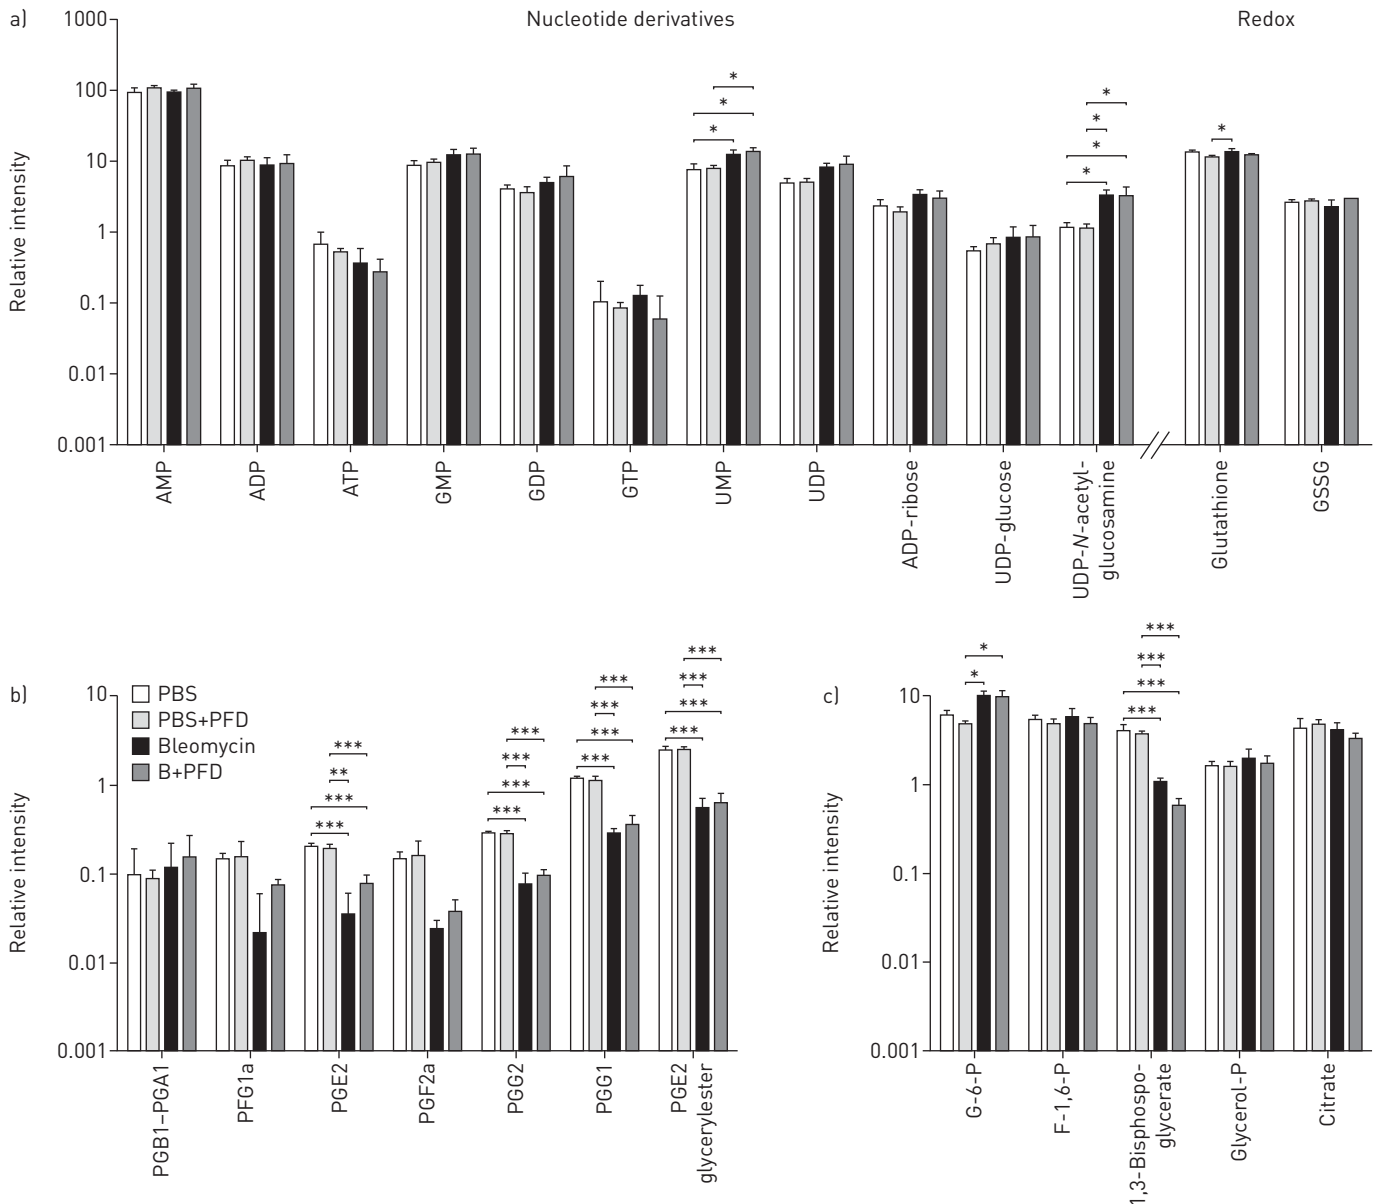 a)
Nucleotide derivatives
Redox
Relative intensity
1000
100
10
1
0.1
0.01
0.001
*
*
*
*
*
*
*
*
AMP
ADP
ATP
GMP
GDP
GTP
UMP
UDP
ADP-ribose
UDP-glucose
UDP-N-acetyl-
glucosamine
Glutathione
GSSG
b)
PBS
PBS+PFD
Bleomycin
B+PFD
Relative intensity
10
1
0.1
0.01
0.001
***
**
***
***
***
***
***
***
***
***
***
***
***
***
***
***
PGB1–PGA1
PFG1a
PGE2
PGF2a
PGG2
PGG1
PGE2
glycerylester
c)
Relative intensity
10
1
0.1
0.01
0.001
*
*
***
***
***
***
G-6-P
F-1,6-P
1,3-Bisphospo-
glycerate
Glycerol-P
Citrate